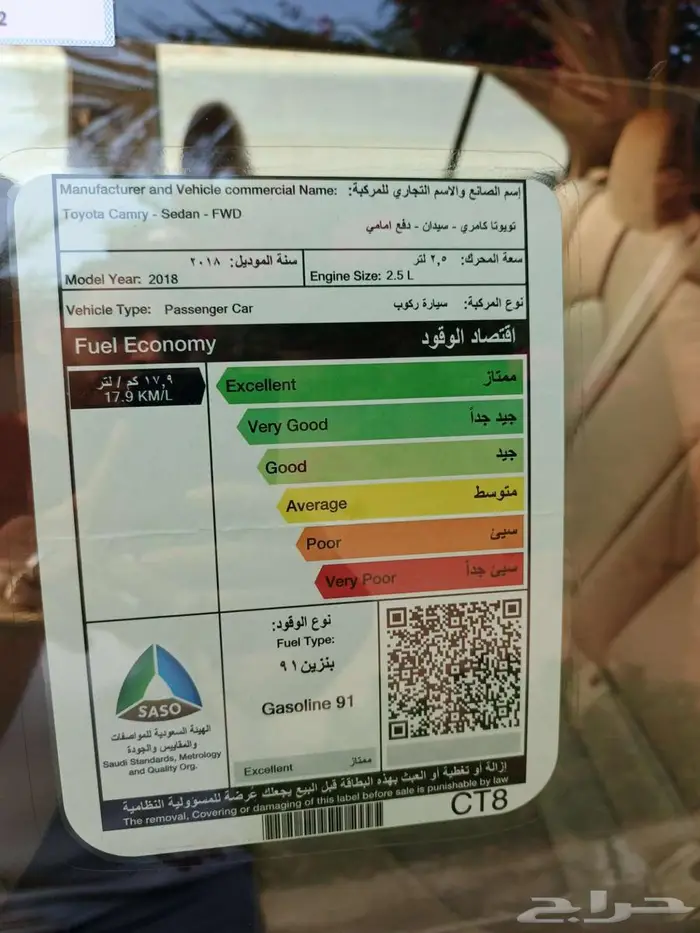 2
Manufacturer and Vehicle commercial Name: إسم الصانع والاسم التجاري للمركبة:
Toyota Camry - Sedan - FWD
تويوتا كامري - سيدان - دفع امامي
سنة الموديل: ٢٠١٨
Model Year: 2018
سعة المحرك: ٢,٥ لتر
Engine Size: 2.5 L
Vehicle Type: Passenger Car نوع المركبة: سيارة ركوب
Fuel Economy اقتصاد الوقود
١٧,٩ كم / لتر
17.9 KM/L
Excellent ممتاز
Very Good جيد جداً
Good جيد
Average متوسط
Poor سيئ
Very Poor سيئ جداً
SASO
الهيئة السعودية للمواصفات
والمقاييس والجودة
Saudi Standards, Metrology
and Quality Org.
نوع الوقود:
Fuel Type:
بنزين ٩١
Gasoline 91
Excellent ممتاز
إزالة أو تغطية أو العبث بهذه البطاقة قبل البيع يجعلك عرضة للمسؤولية النظامية
The removal, Covering or damaging of this label before sale is punishable by law
CT8
حراج